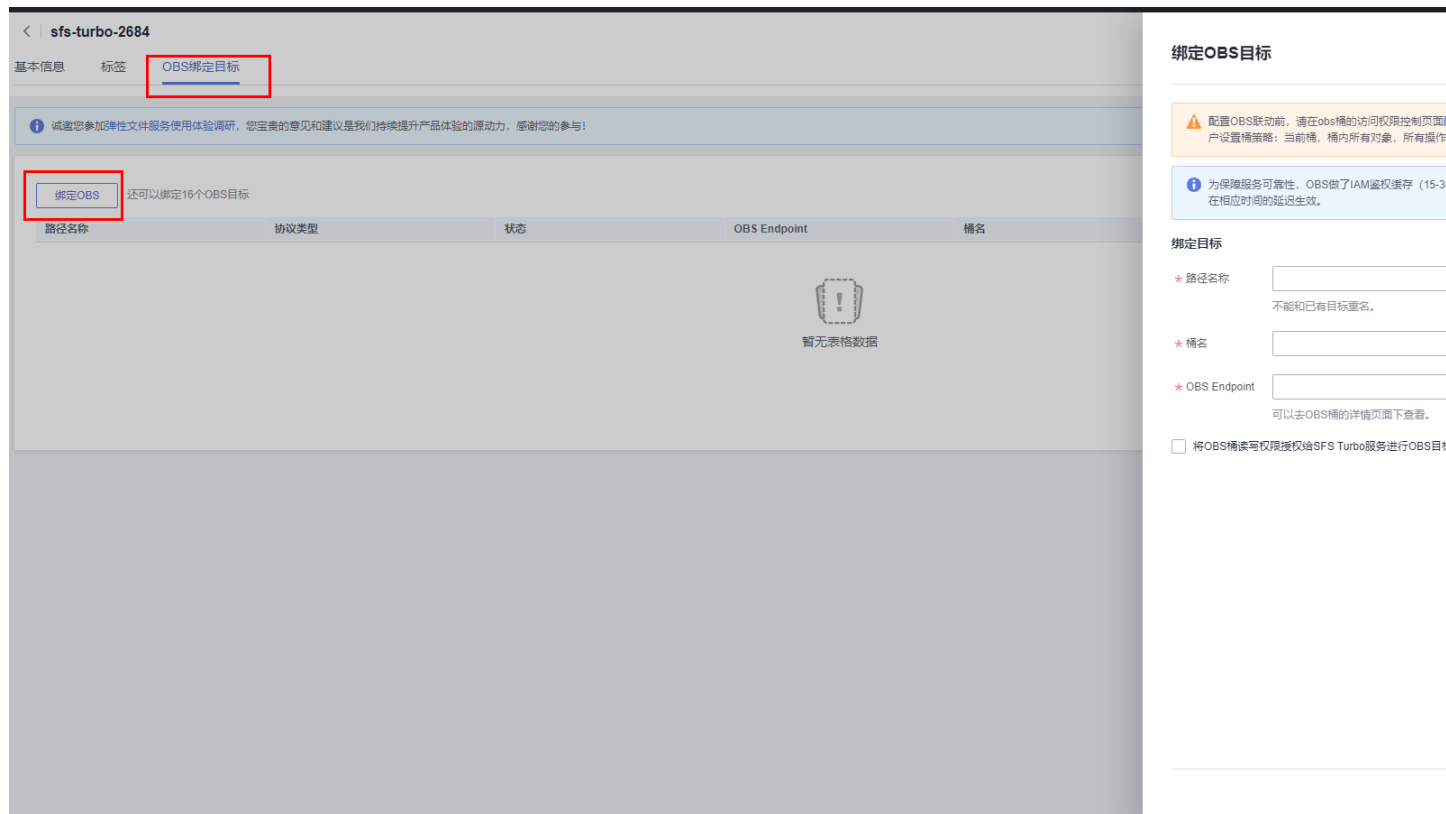 sfs-turbo-2684
基本信息 标签 OBS绑定目标
诚邀您参加弹性文件服务使用体验调研，您宝贵的意见和建议是我们持续提升产品体验的源动力，感谢您的参与！
绑定OBS 还可以绑定16个OBS目标
路径名称 协议类型 状态 OBS Endpoint 桶名
暂无表格数据
绑定OBS目标
配置OBS联动前，请在obs桶的访问权限控制页面
户设置桶策略：当前桶，桶内所有对象，所有操作
为保障服务可靠性，OBS做了IAM鉴权缓存（15-3
在相应时间的延迟生效。
绑定目标
* 路径名称
不能和已有目标重名。
* 桶名
* OBS Endpoint
可以去OBS桶的详情页面下查看。
将OBS桶读写权限授权给SFS Turbo服务进行OBS目